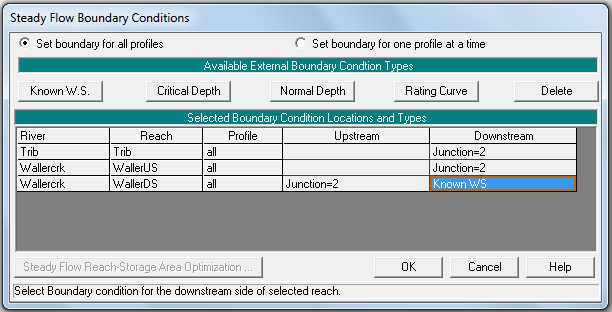 Steady Flow Boundary Conditions
Set boundary for all profiles Set boundary for one profile at a time
Available External Boundary Condtion Types
Known W.S. Critical Depth Normal Depth Rating Curve Delete
Selected Boundary Condition Locations and Types
River Reach Profile Upstream Downstream
Trib Trib all Junction=2
Wallercrk WallerUS all Junction=2
Wallercrk WallerDS all Junction=2 Known WS
Steady Flow Reach-Storage Area Optimization ... OK Cancel Help
Select Boundary condition for the downstream side of selected reach.